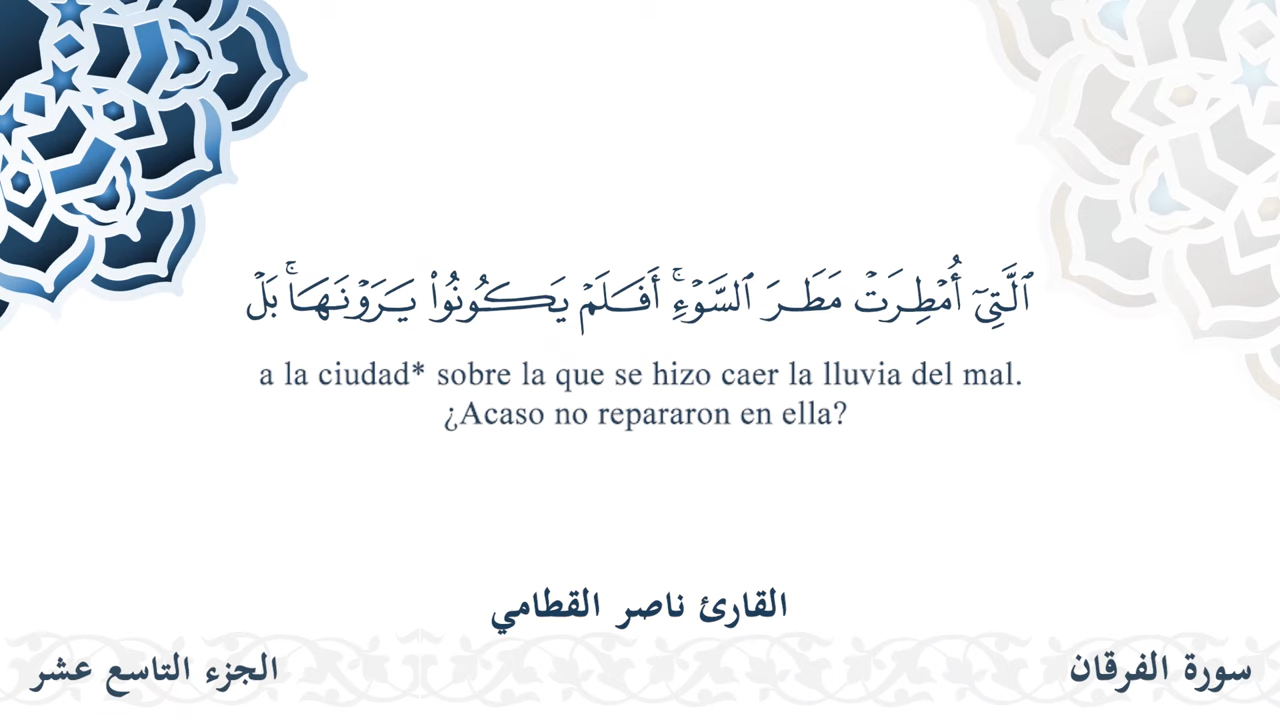 ٱلَّتِيٓ أُمۡطِرَتۡ مَطَرَ ٱلسَّوۡءِۚ أَفَلَمۡ يَكُونُواْ يَرَوۡنَهَاۚ بَلۡ
a la ciudad* sobre la que se hizo caer la lluvia del mal.
¿Acaso no repararon en ella?
القارئ ناصر القطامي
سورة الفرقان
الجزء التاسع عشر